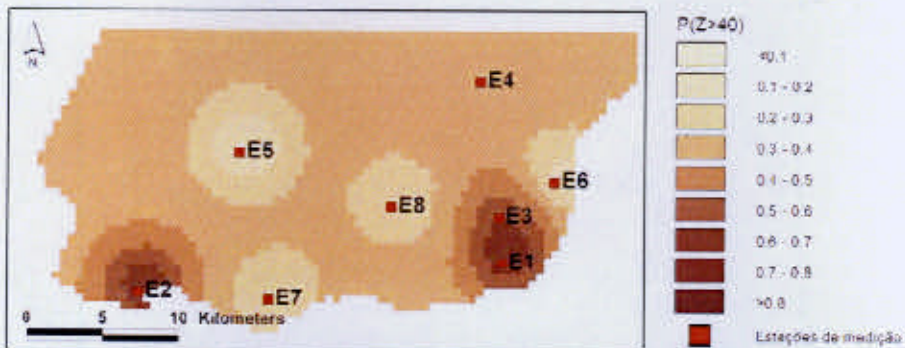 N
E4
E5
E6
E8
E3
E1
E2
E7
0 5 10 Kilometers
P(Z>40)
<0.1
0.1 - 0.2
0.2 - 0.3
0.3 - 0.4
0.4 - 0.5
0.5 - 0.6
0.6 - 0.7
0.7 - 0.8
>0.8
Estações de medição